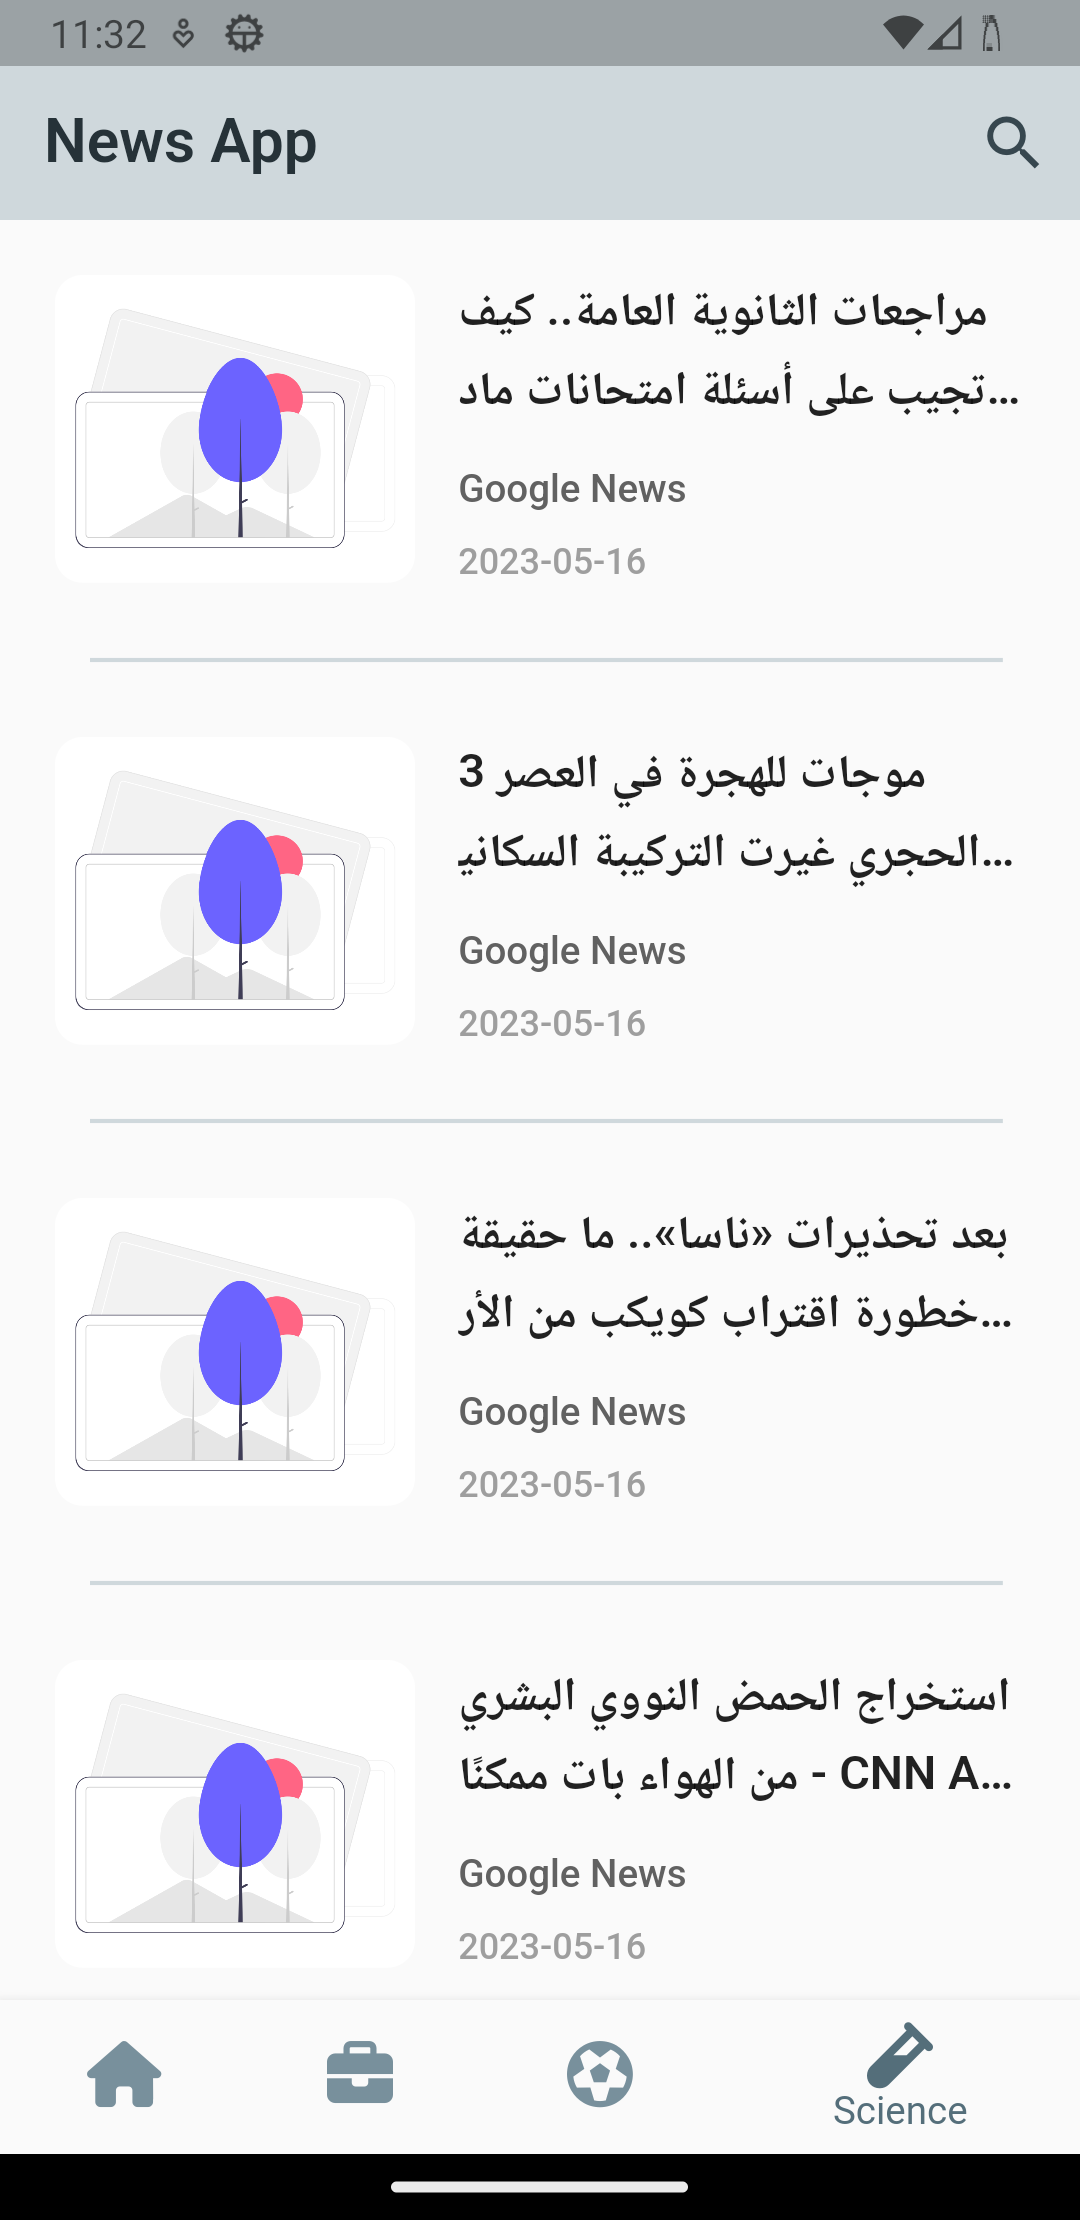 11:32
News App
مراجعات الثانوية العامة.. كيف
تجيب على أسئلة امتحانات ماد...
Google News
2023-05-16
3 موجات للهجرة في العصر
الحجري غيرت التركيبة السكاني...
Google News
2023-05-16
بعد تحذيرات «ناسا».. ما حقيقة
خطورة اقتراب كويكب من الأر...
Google News
2023-05-16
استخراج الحمض النووي البشري
من الهواء بات ممكنًا - CNN A...
Google News
2023-05-16
Science